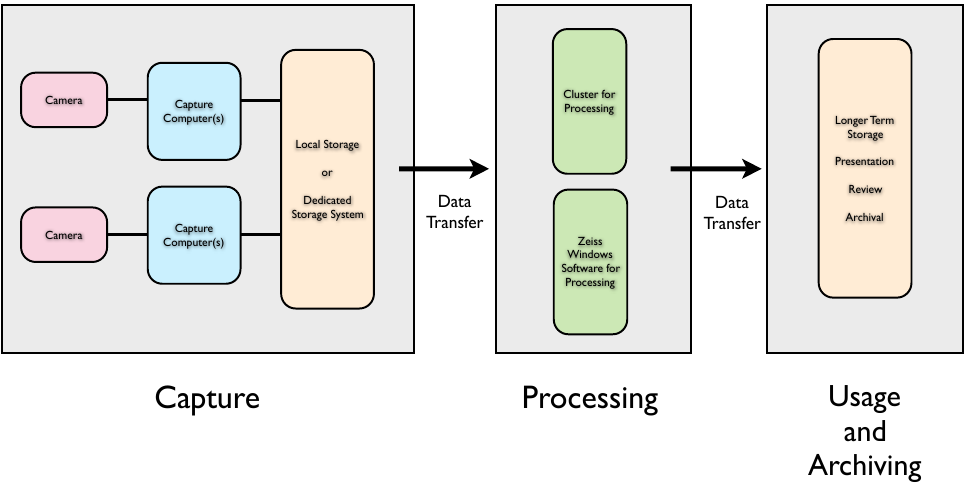 Camera
Capture
Computer(s)
Camera
Capture
Computer(s)
Local Storage
or
Dedicated
Storage System
Data
Transfer
Cluster for
Processing
Zeiss
Windows
Software for
Processing
Data
Transfer
Longer Term
Storage
Presentation
Review
Archival
Capture
Processing
Usage
and
Archiving